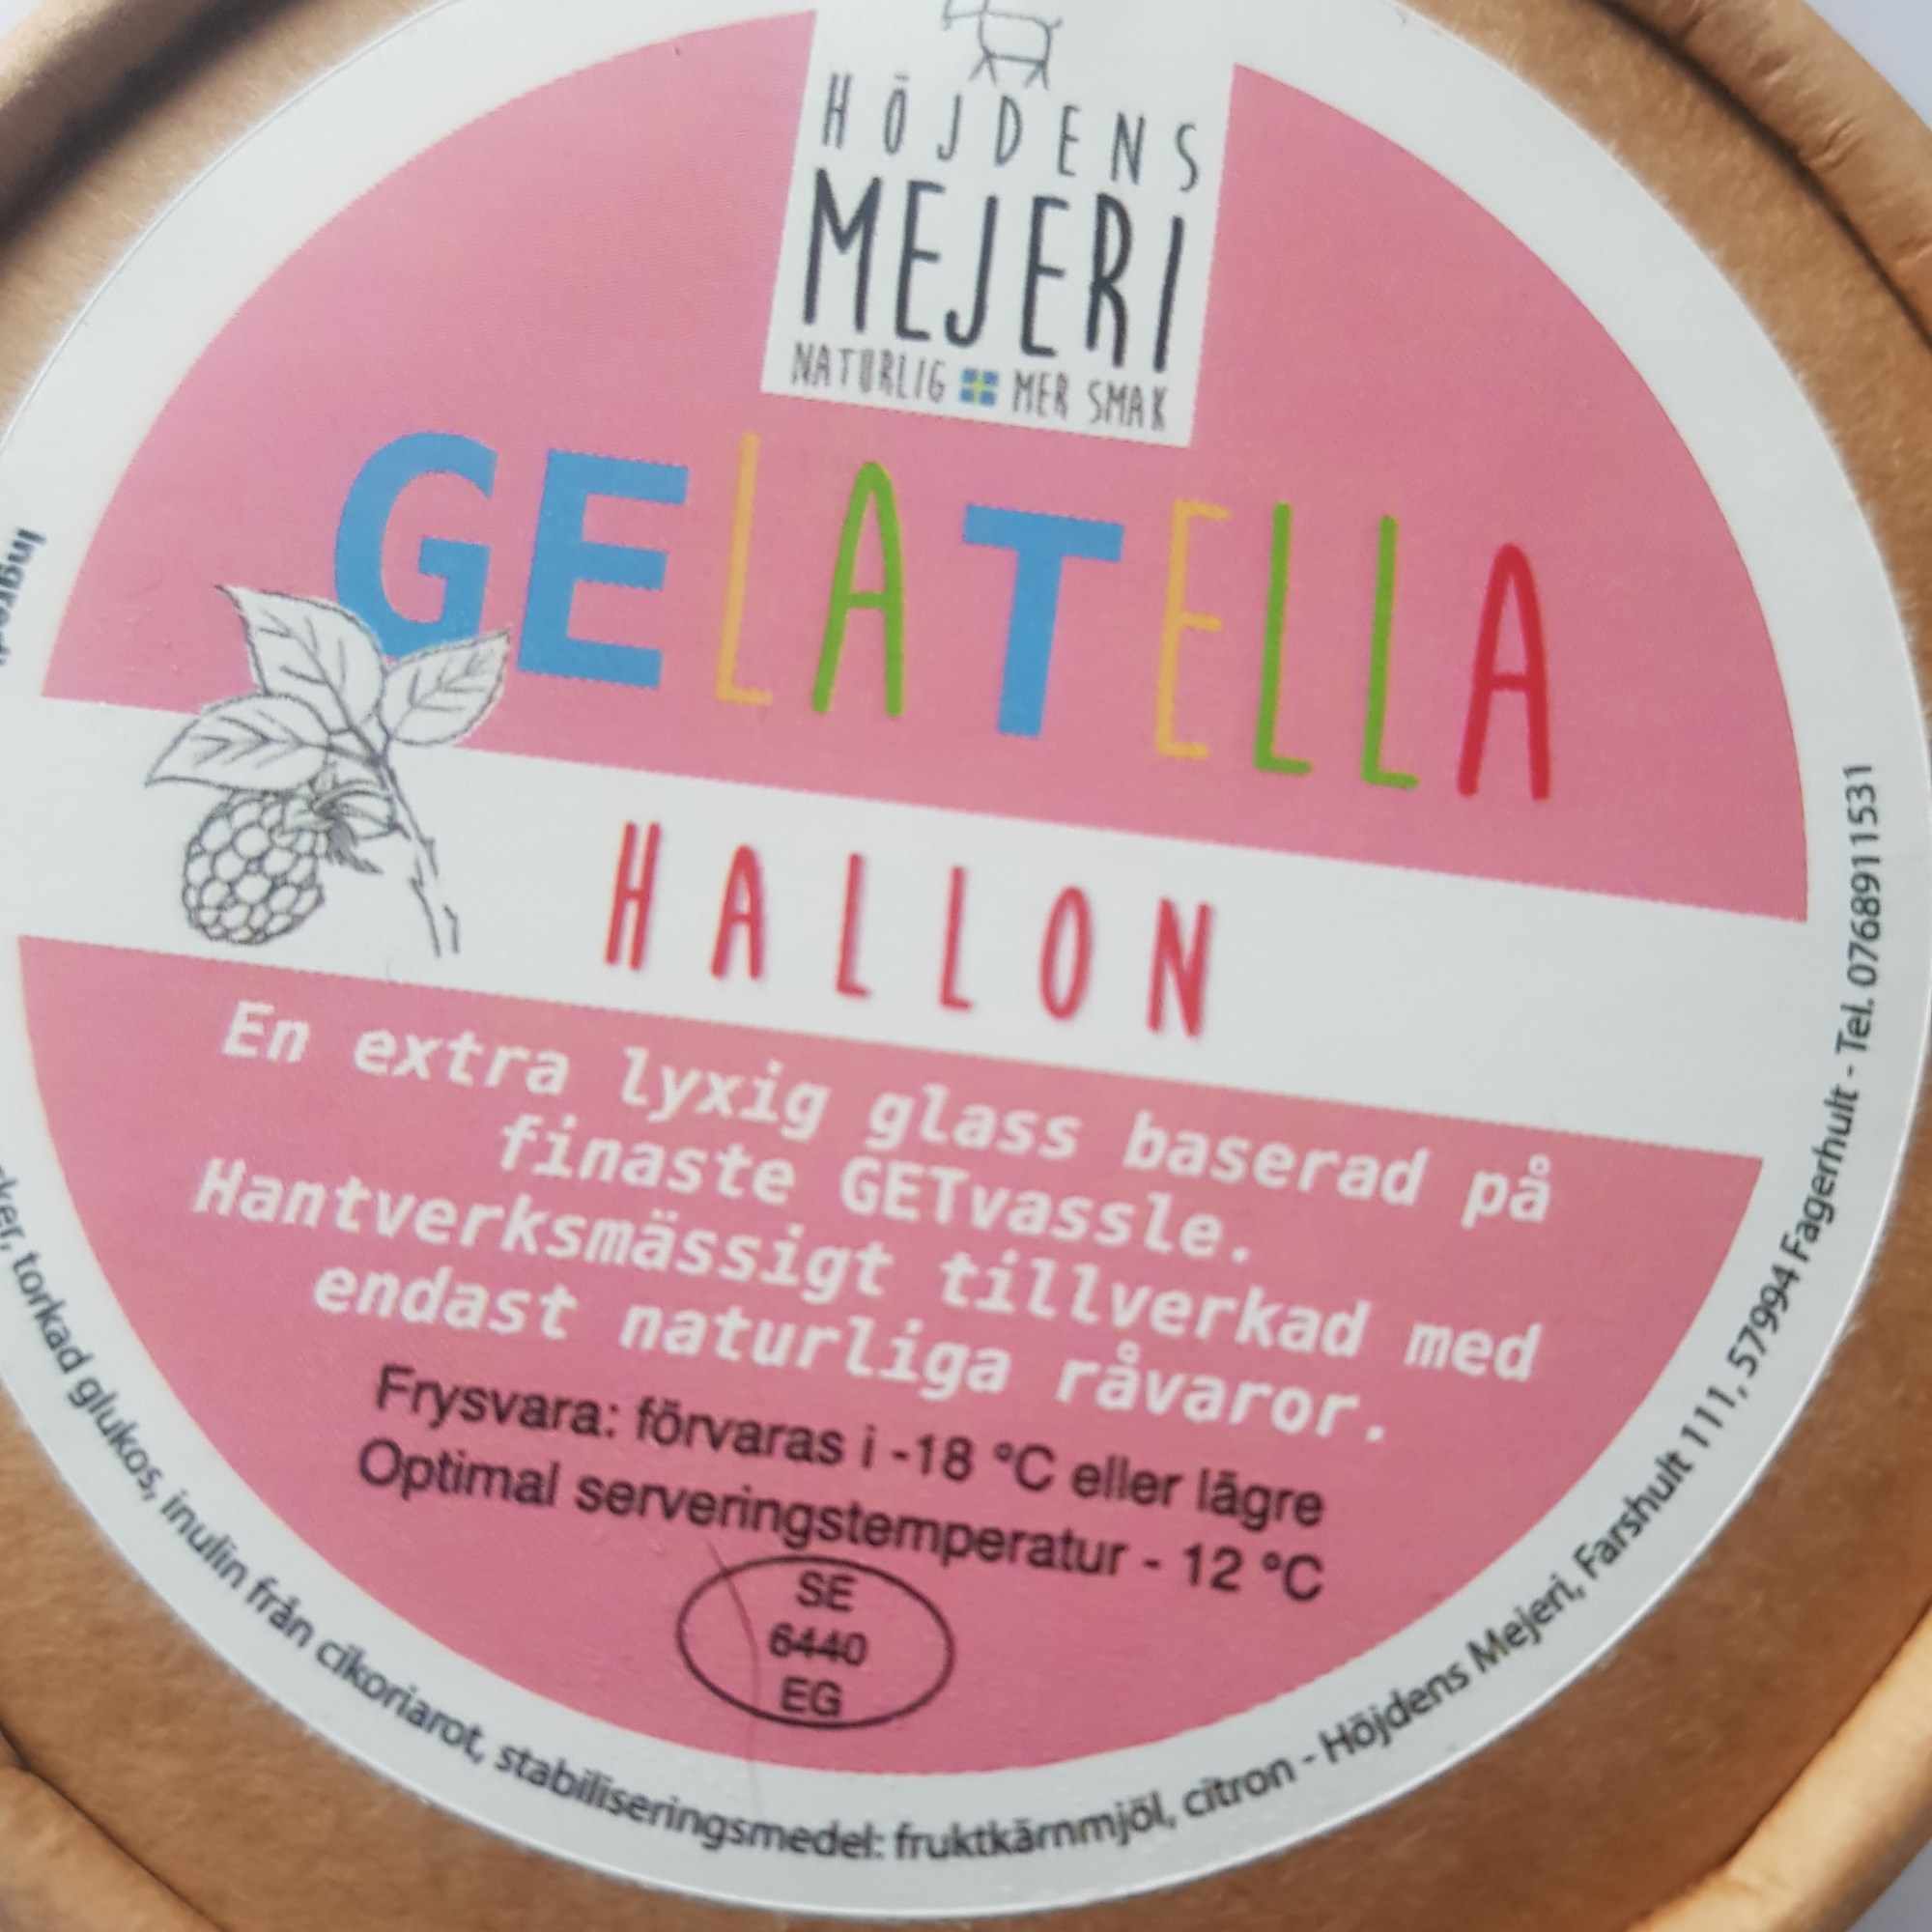 HÖJDENS
MEJERI
NATURLIG MER SMAK
GELATELLA
HALLON
En extra lyxig glass baserad på
finaste GETvassle.
Hantverksmässigt tillverkad med
endast naturliga råvaror.
Frysvara: förvaras i -18 °C eller lägre
Optimal serveringstemperatur - 12 °C
SE
6440
EG
torkad glukos, inulin från cikoriarot, stabiliseringsmedel: fruktkärnmjöl, citron - Höjdens Mejeri, Farshult 111, 57994 Fagerhult - Tel. 0768911531